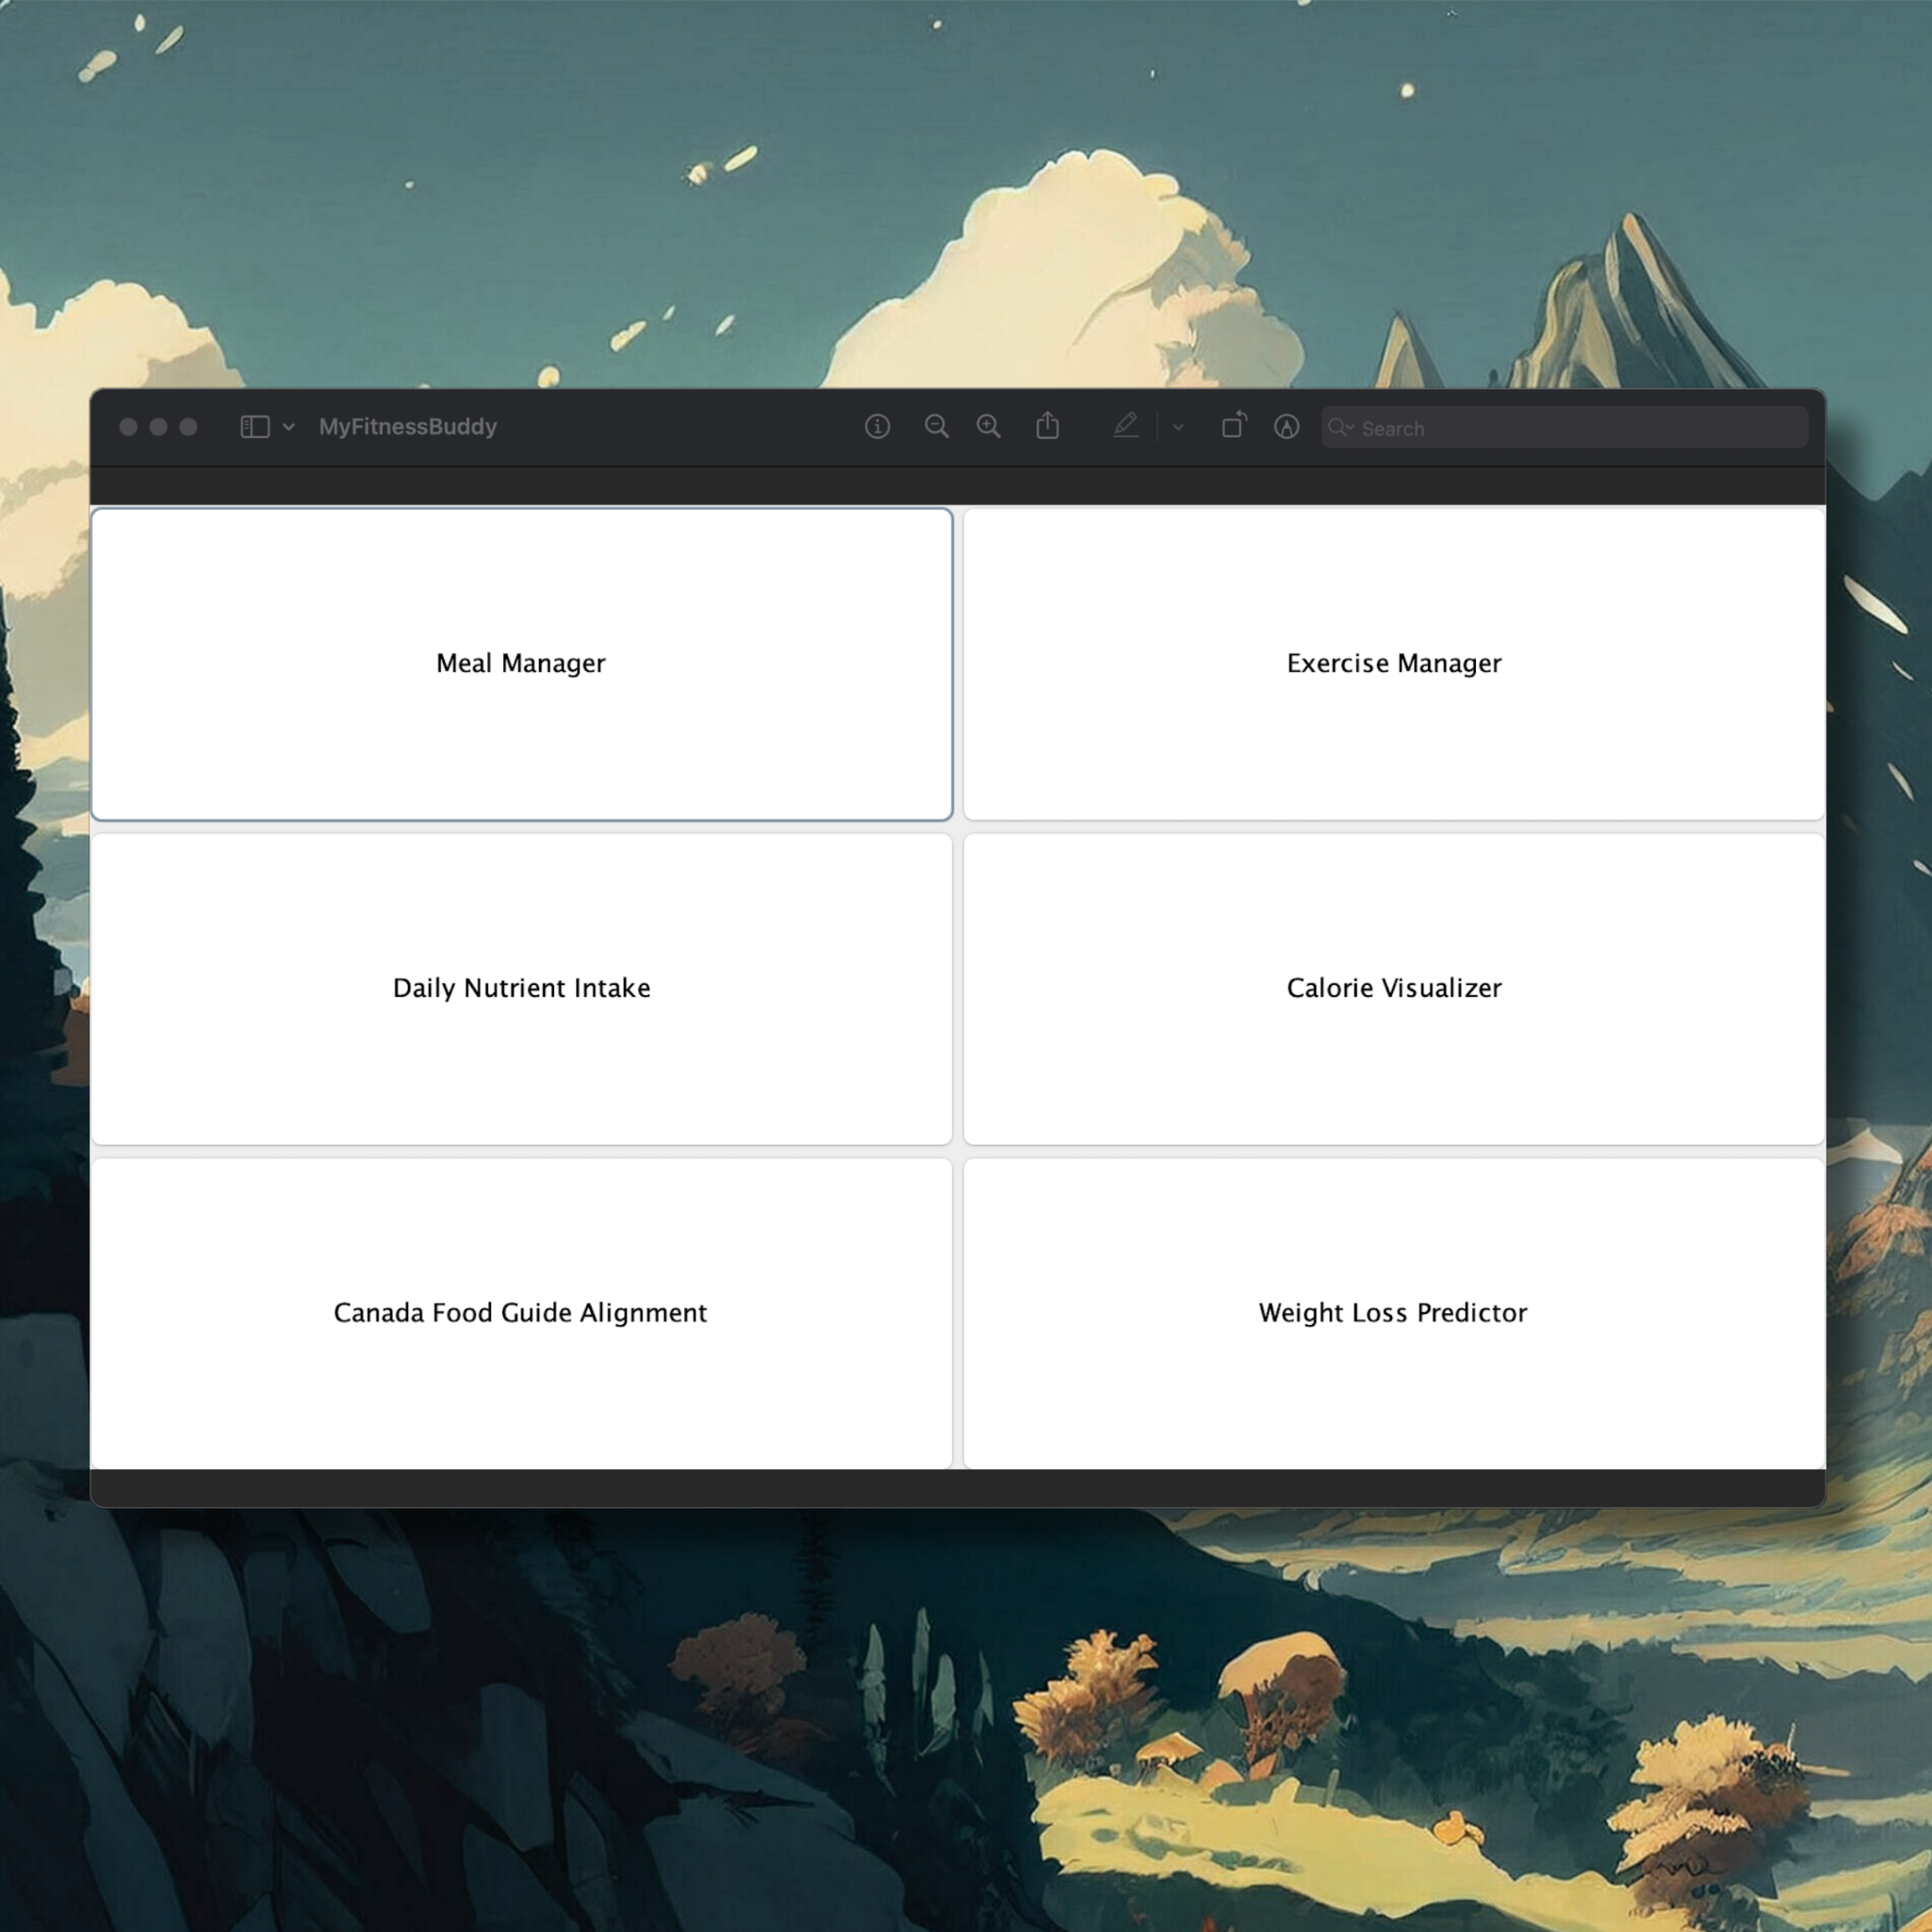 MyFitnessBuddy
Search
Meal Manager
Exercise Manager
Daily Nutrient Intake
Calorie Visualizer
Canada Food Guide Alignment
Weight Loss Predictor